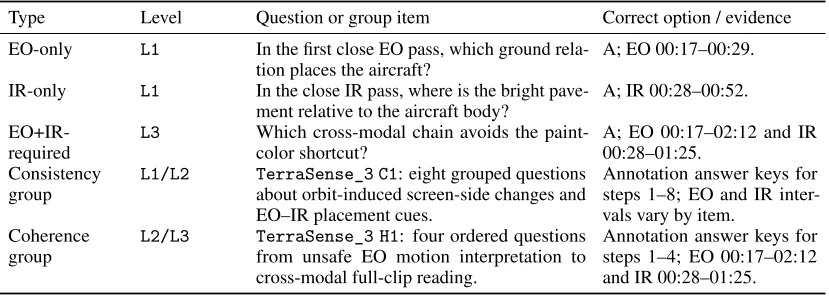 Type Level Question or group item Correct option / evidence
EO-only L1 In the first close EO pass, which ground rela- A; EO 00:17–00:29.
tion places the aircraft?
IR-only L1 In the close IR pass, where is the bright pave- A; IR 00:28–00:52.
ment relative to the aircraft body?
EO+IR- L3 Which cross-modal chain avoids the paint- A; EO 00:17–02:12 and IR
required color shortcut? 00:28–01:25.
Consistency L1/L2 TerraSense_3 C1: eight grouped questions Annotation answer keys for
group about orbit-induced screen-side changes and steps 1–8; EO and IR inter-
EO–IR placement cues. vals vary by item.
Coherence L2/L3 TerraSense_3 H1: four ordered questions Annotation answer keys for
group from unsafe EO motion interpretation to steps 1–4; EO 00:17–02:12
cross-modal full-clip reading. and IR 00:28–01:25.